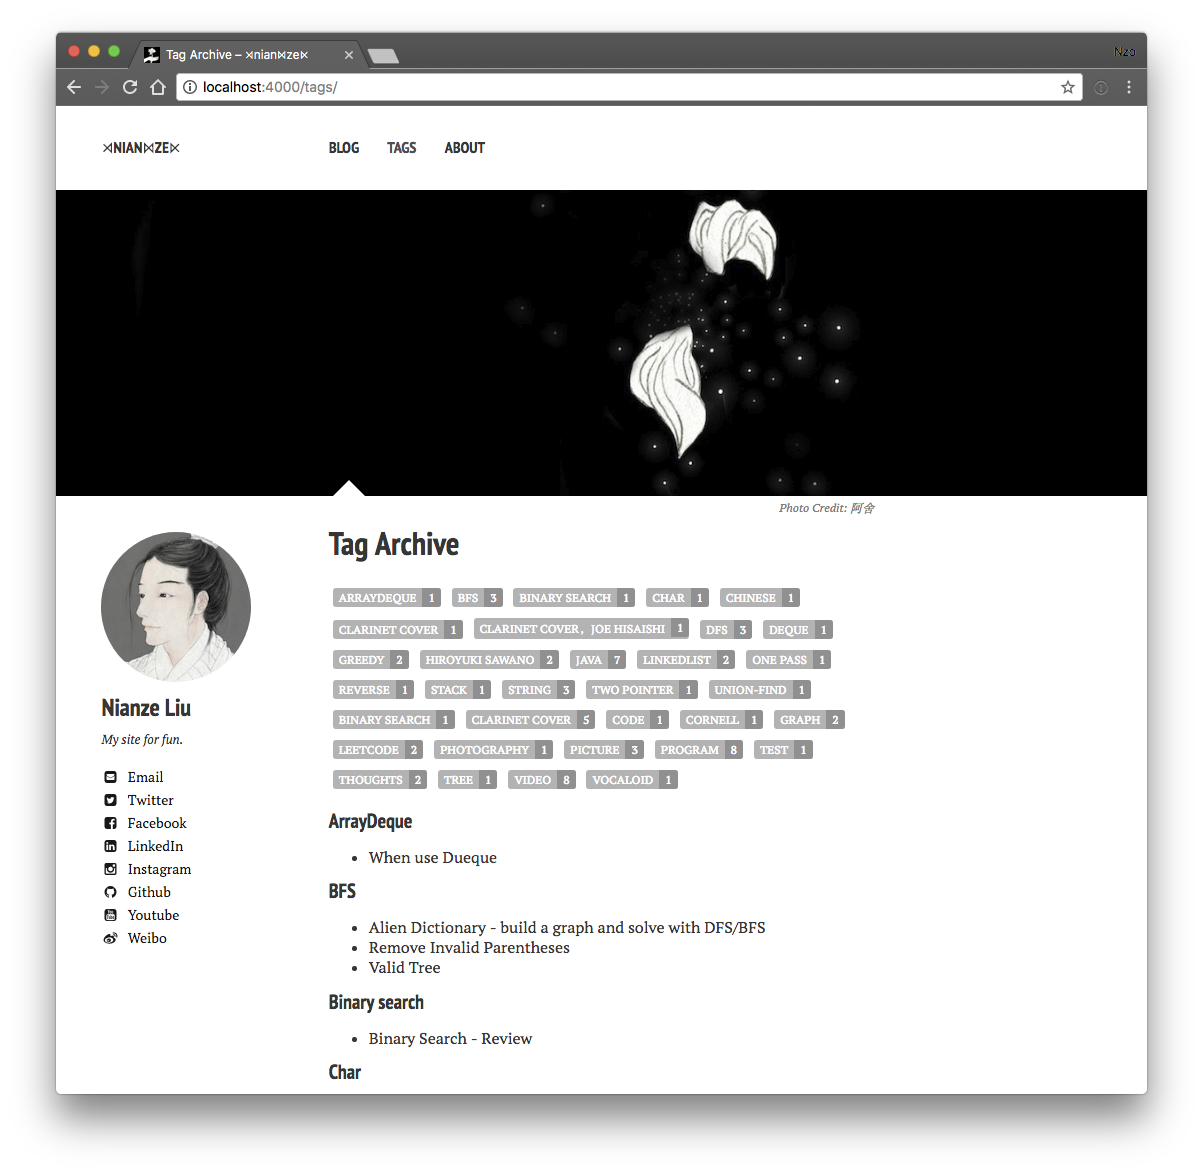 Tag Archive – ⋊nian⋈ze⋉
Nzo
localhost:4000/tags/
⋊NIAN⋈ZE⋉ BLOG TAGS ABOUT
Photo Credit: 阿舍
Tag Archive
ARRAYDEQUE 1 BFS 3 BINARY SEARCH 1 CHAR 1 CHINESE 1
CLARINET COVER 1 CLARINET COVER，JOE HISAISHI 1 DFS 3 DEQUE 1
GREEDY 2 HIROYUKI SAWANO 2 JAVA 7 LINKEDLIST 2 ONE PASS 1
REVERSE 1 STACK 1 STRING 3 TWO POINTER 1 UNION-FIND 1
BINARY SEARCH 1 CLARINET COVER 5 CODE 1 CORNELL 1 GRAPH 2
LEETCODE 2 PHOTOGRAPHY 1 PICTURE 3 PROGRAM 8 TEST 1
THOUGHTS 2 TREE 1 VIDEO 8 VOCALOID 1
Nianze Liu
My site for fun.
Email
Twitter
Facebook
LinkedIn
Instagram
Github
Youtube
Weibo
ArrayDeque
• When use Dueque
BFS
• Alien Dictionary - build a graph and solve with DFS/BFS
• Remove Invalid Parentheses
• Valid Tree
Binary search
• Binary Search - Review
Char